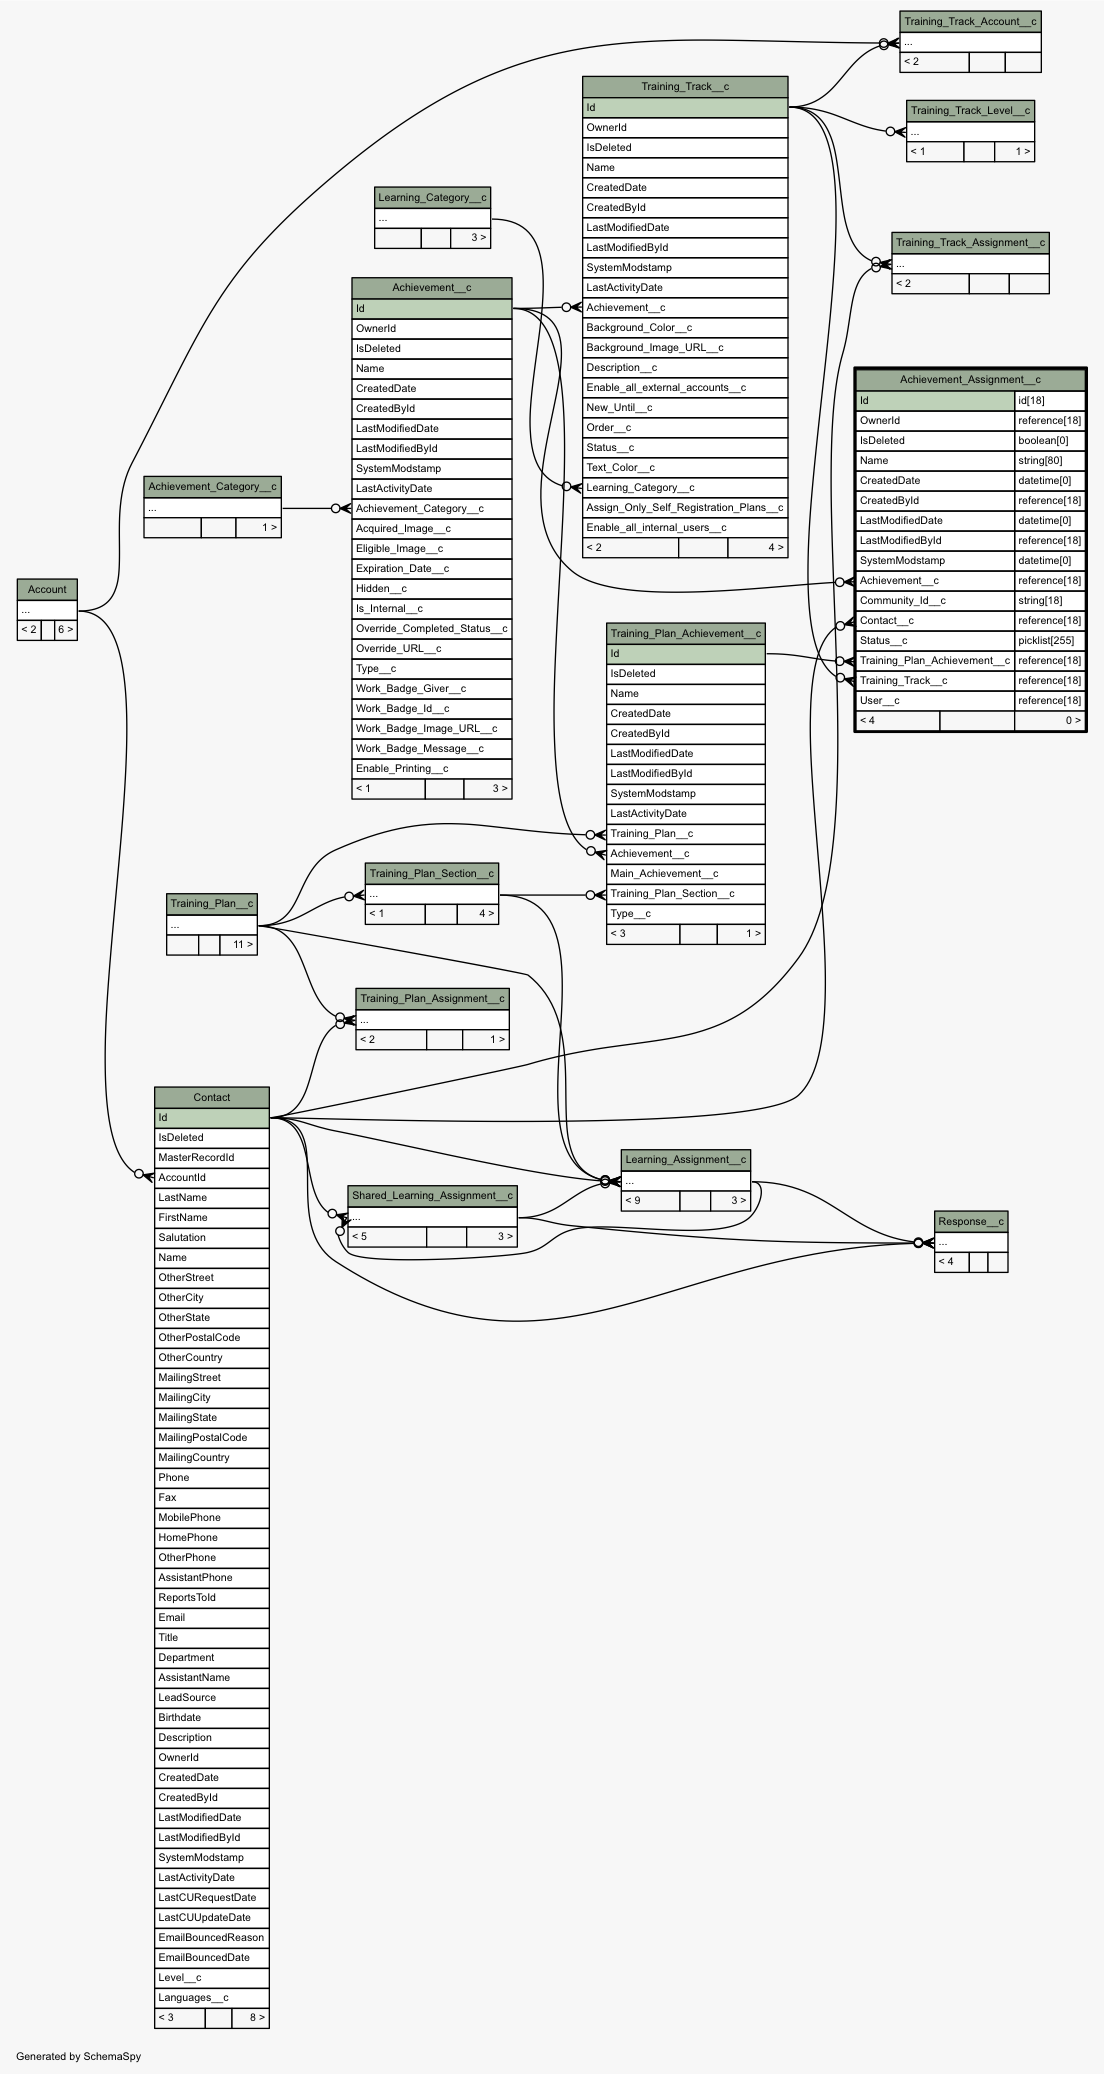 Training_Track_Account__c
...
< 2
Training_Track__c
Id
OwnerId
IsDeleted
Name
CreatedDate
CreatedById
LastModifiedDate
LastModifiedById
SystemModstamp
LastActivityDate
Achievement__c
Background_Color__c
Background_Image_URL__c
Description__c
Enable_all_external_accounts__c
New_Until__c
Order__c
Status__c
Text_Color__c
Learning_Category__c
Assign_Only_Self_Registration_Plans__c
Enable_all_internal_users__c
< 2 4 >
Training_Track_Level__c
...
< 1 1 >
Learning_Category__c
...
3 >
Training_Track_Assignment__c
...
< 2
Achievement__c
Id
OwnerId
IsDeleted
Name
CreatedDate
CreatedById
LastModifiedDate
LastModifiedById
SystemModstamp
LastActivityDate
Achievement_Category__c
Acquired_Image__c
Eligible_Image__c
Expiration_Date__c
Hidden__c
Is_Internal__c
Override_Completed_Status__c
Override_URL__c
Type__c
Work_Badge_Giver__c
Work_Badge_Id__c
Work_Badge_Image_URL__c
Work_Badge_Message__c
Enable_Printing__c
< 1 3 >
Achievement_Assignment__c
Id id[18]
OwnerId reference[18]
IsDeleted boolean[0]
Name string[80]
CreatedDate datetime[0]
CreatedById reference[18]
LastModifiedDate datetime[0]
LastModifiedById reference[18]
SystemModstamp datetime[0]
Achievement__c reference[18]
Community_Id__c string[18]
Contact__c reference[18]
Status__c picklist[255]
Training_Plan_Achievement__c reference[18]
Training_Track__c reference[18]
User__c reference[18]
< 4 0 >
Achievement_Category__c
...
1 >
Account
...
< 2 6 >
Training_Plan_Achievement__c
Id
IsDeleted
Name
CreatedDate
CreatedById
LastModifiedDate
LastModifiedById
SystemModstamp
LastActivityDate
Training_Plan__c
Achievement__c
Main_Achievement__c
Training_Plan_Section__c
Type__c
< 3 1 >
Training_Plan_Section__c
...
< 1 4 >
Training_Plan__c
...
11 >
Training_Plan_Assignment__c
...
< 2 1 >
Contact
Id
IsDeleted
MasterRecordId
AccountId
LastName
FirstName
Salutation
Name
OtherStreet
OtherCity
OtherState
OtherPostalCode
OtherCountry
MailingStreet
MailingCity
MailingState
MailingPostalCode
MailingCountry
Phone
Fax
MobilePhone
HomePhone
OtherPhone
AssistantPhone
ReportsToId
Email
Title
Department
AssistantName
LeadSource
Birthdate
Description
OwnerId
CreatedDate
CreatedById
LastModifiedDate
LastModifiedById
SystemModstamp
LastActivityDate
LastCURequestDate
LastCUUpdateDate
EmailBouncedReason
EmailBouncedDate
Level__c
Languages__c
< 3 8 >
Learning_Assignment__c
...
< 9 3 >
Shared_Learning_Assignment__c
...
< 5 3 >
Response__c
...
< 4
Generated by SchemaSpy